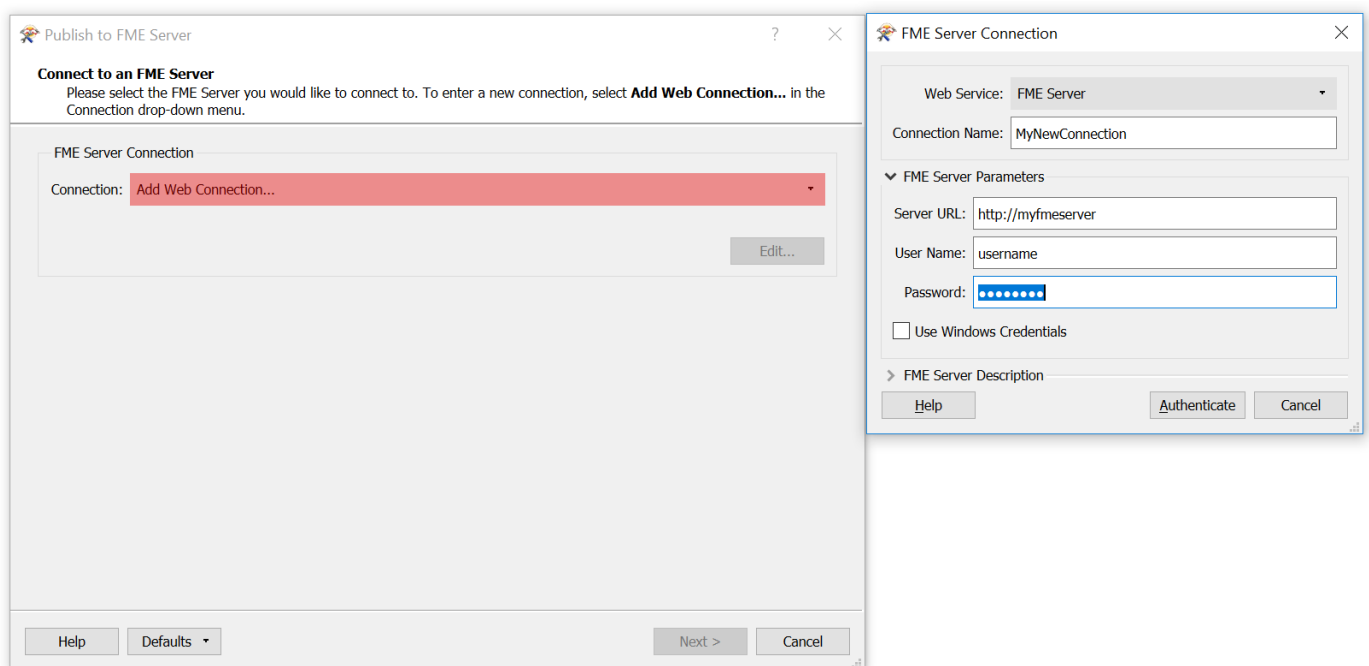 Publish to FME Server
?
Connect to an FME Server
Please select the FME Server you would like to connect to. To enter a new connection, select Add Web Connection... in the
Connection drop-down menu.
FME Server Connection
Connection: Add Web Connection...
Edit...
Help Defaults Next > Cancel
FME Server Connection
Web Service: FME Server
Connection Name: MyNewConnection
FME Server Parameters
Server URL: http://myfmeserver
User Name: username
Password: ●●●●●●●●
Use Windows Credentials
FME Server Description
Help Authenticate Cancel